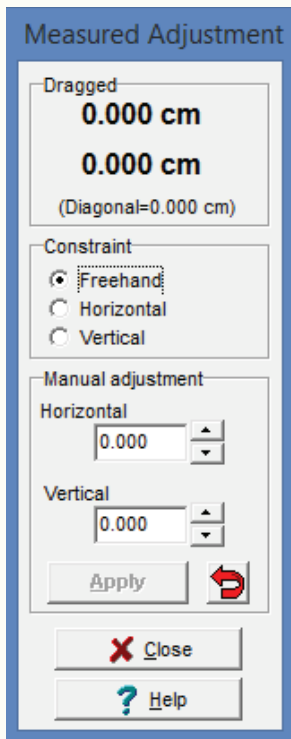 Measured Adjustment
Dragged
0.000 cm
0.000 cm
(Diagonal=0.000 cm)
Constraint
Freehand
Horizontal
Vertical
Manual adjustment
Horizontal
0.000
Vertical
0.000
Apply
Close
Help